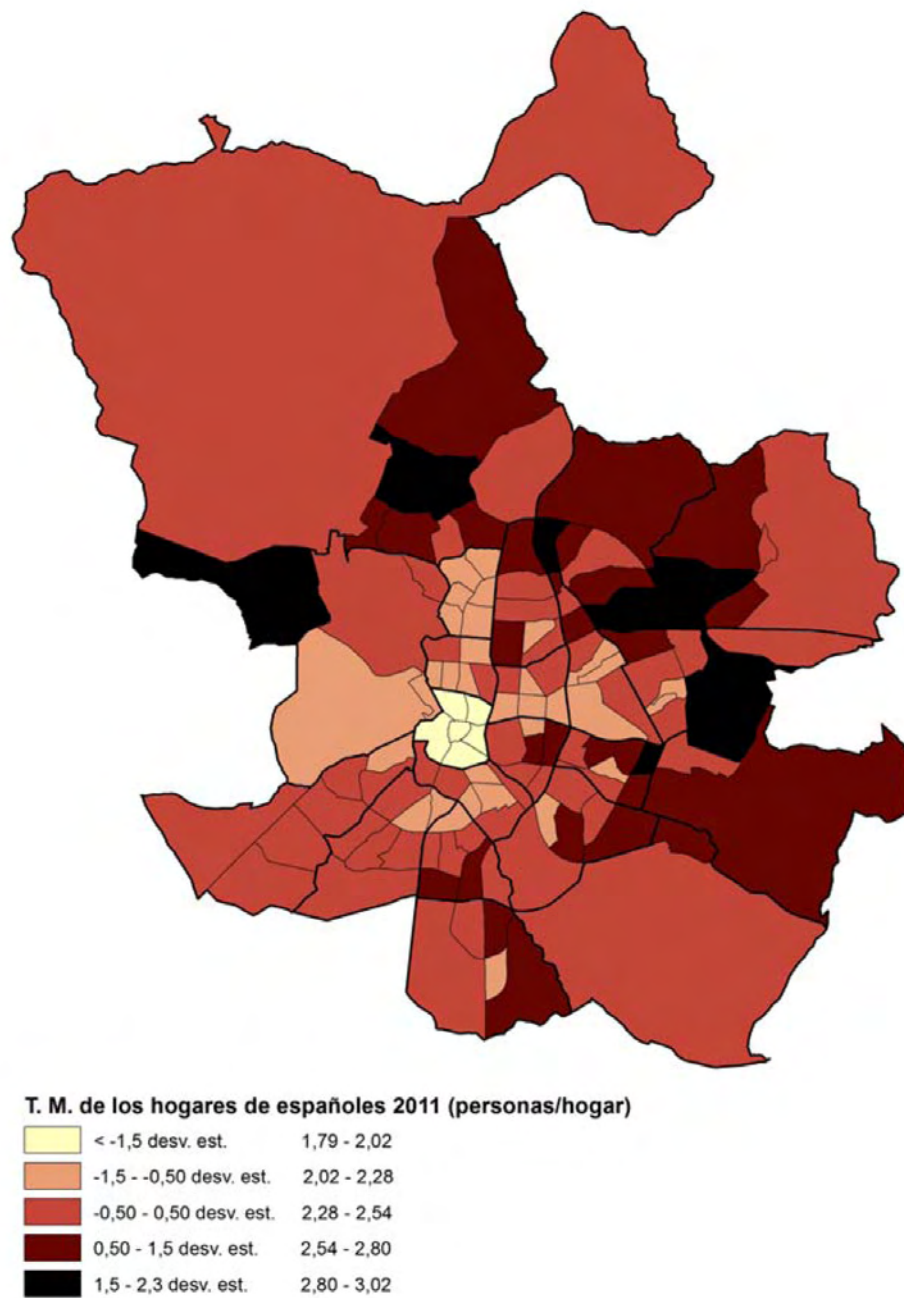 T. M. de los hogares de españoles 2011 (personas/hogar)
< -1,5 desv. est. 1,79 - 2,02
-1,5 - -0,50 desv. est. 2,02 - 2,28
-0,50 - 0,50 desv. est. 2,28 - 2,54
0,50 - 1,5 desv. est. 2,54 - 2,80
1,5 - 2,3 desv. est. 2,80 - 3,02